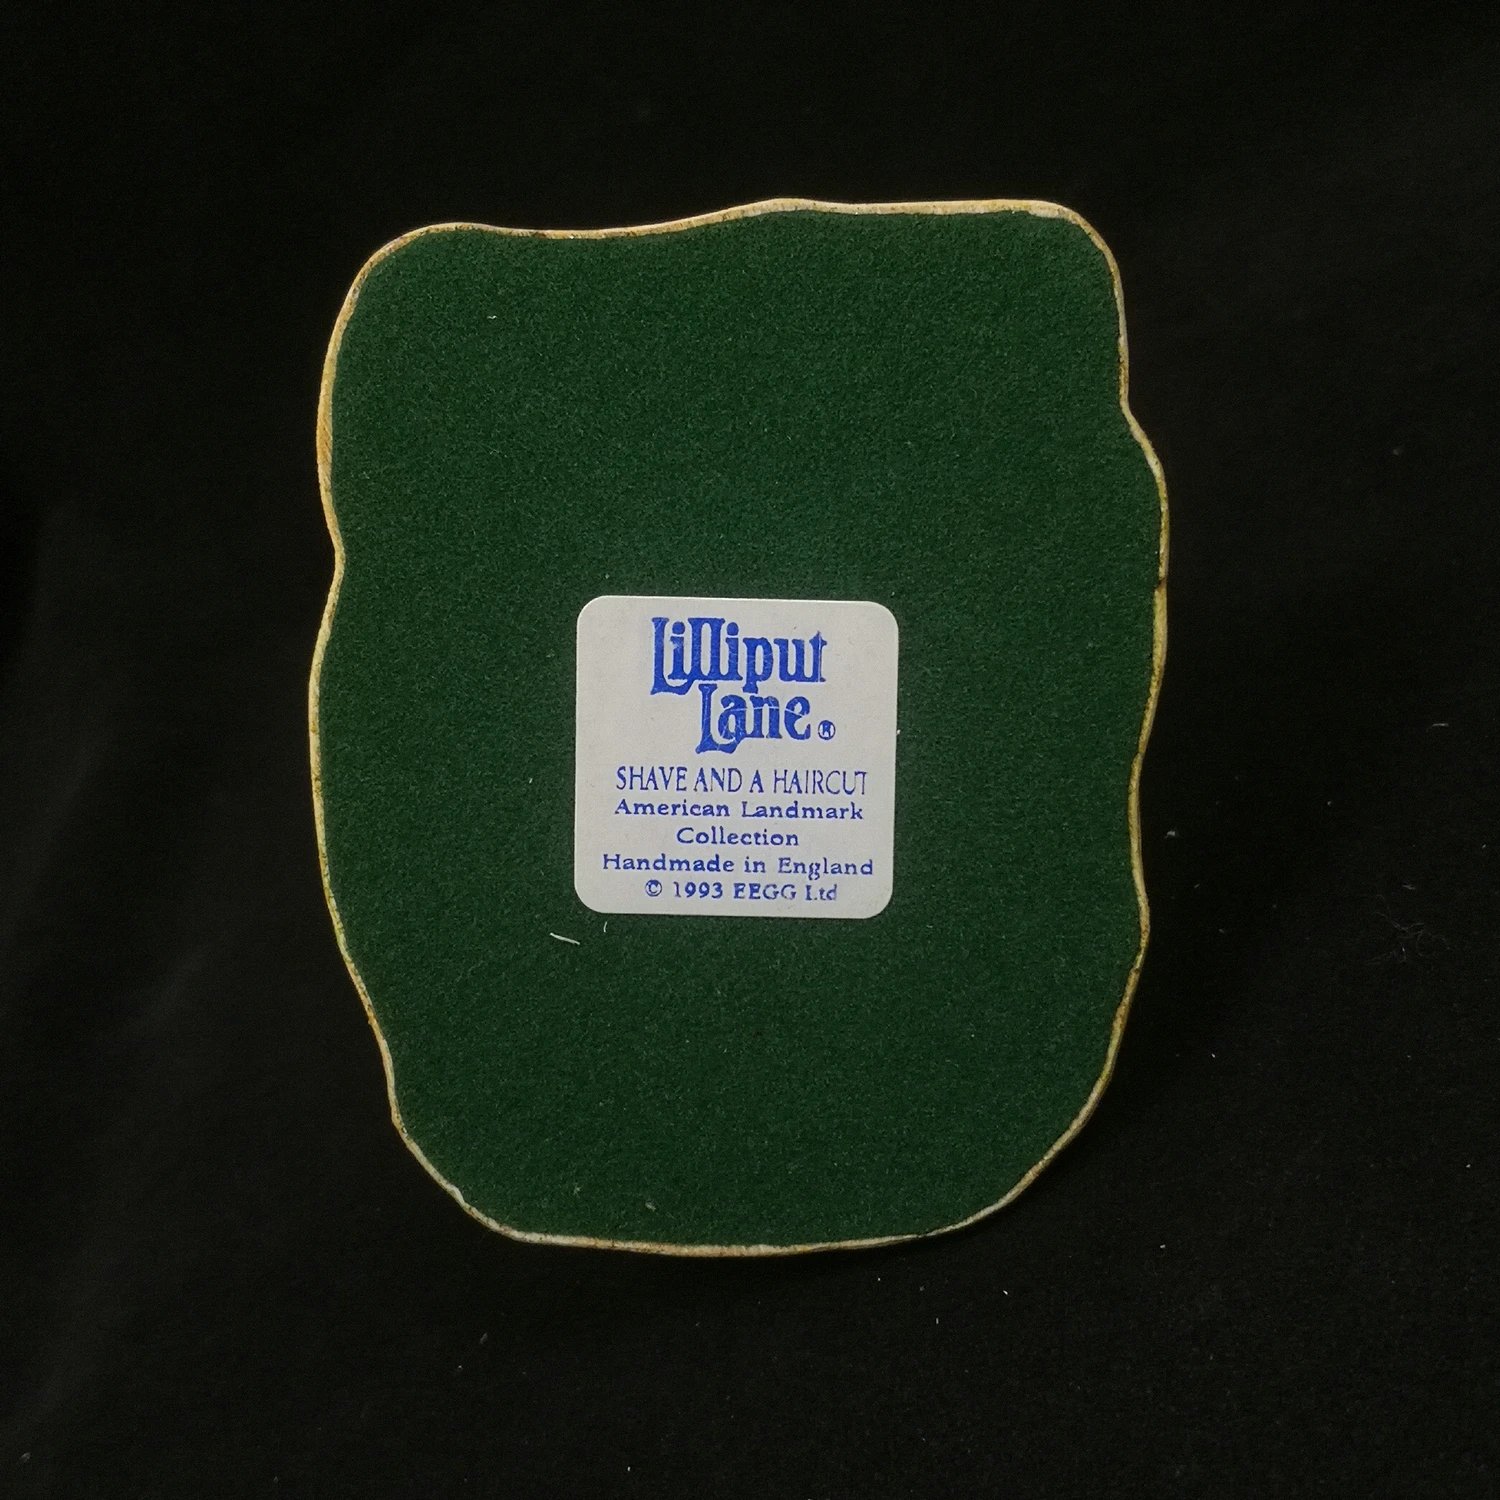 Lilliput
Lane®
SHAVE AND A HAIRCUT
American Landmark
Collection
Handmade in England
© 1993 EEGG Ltd